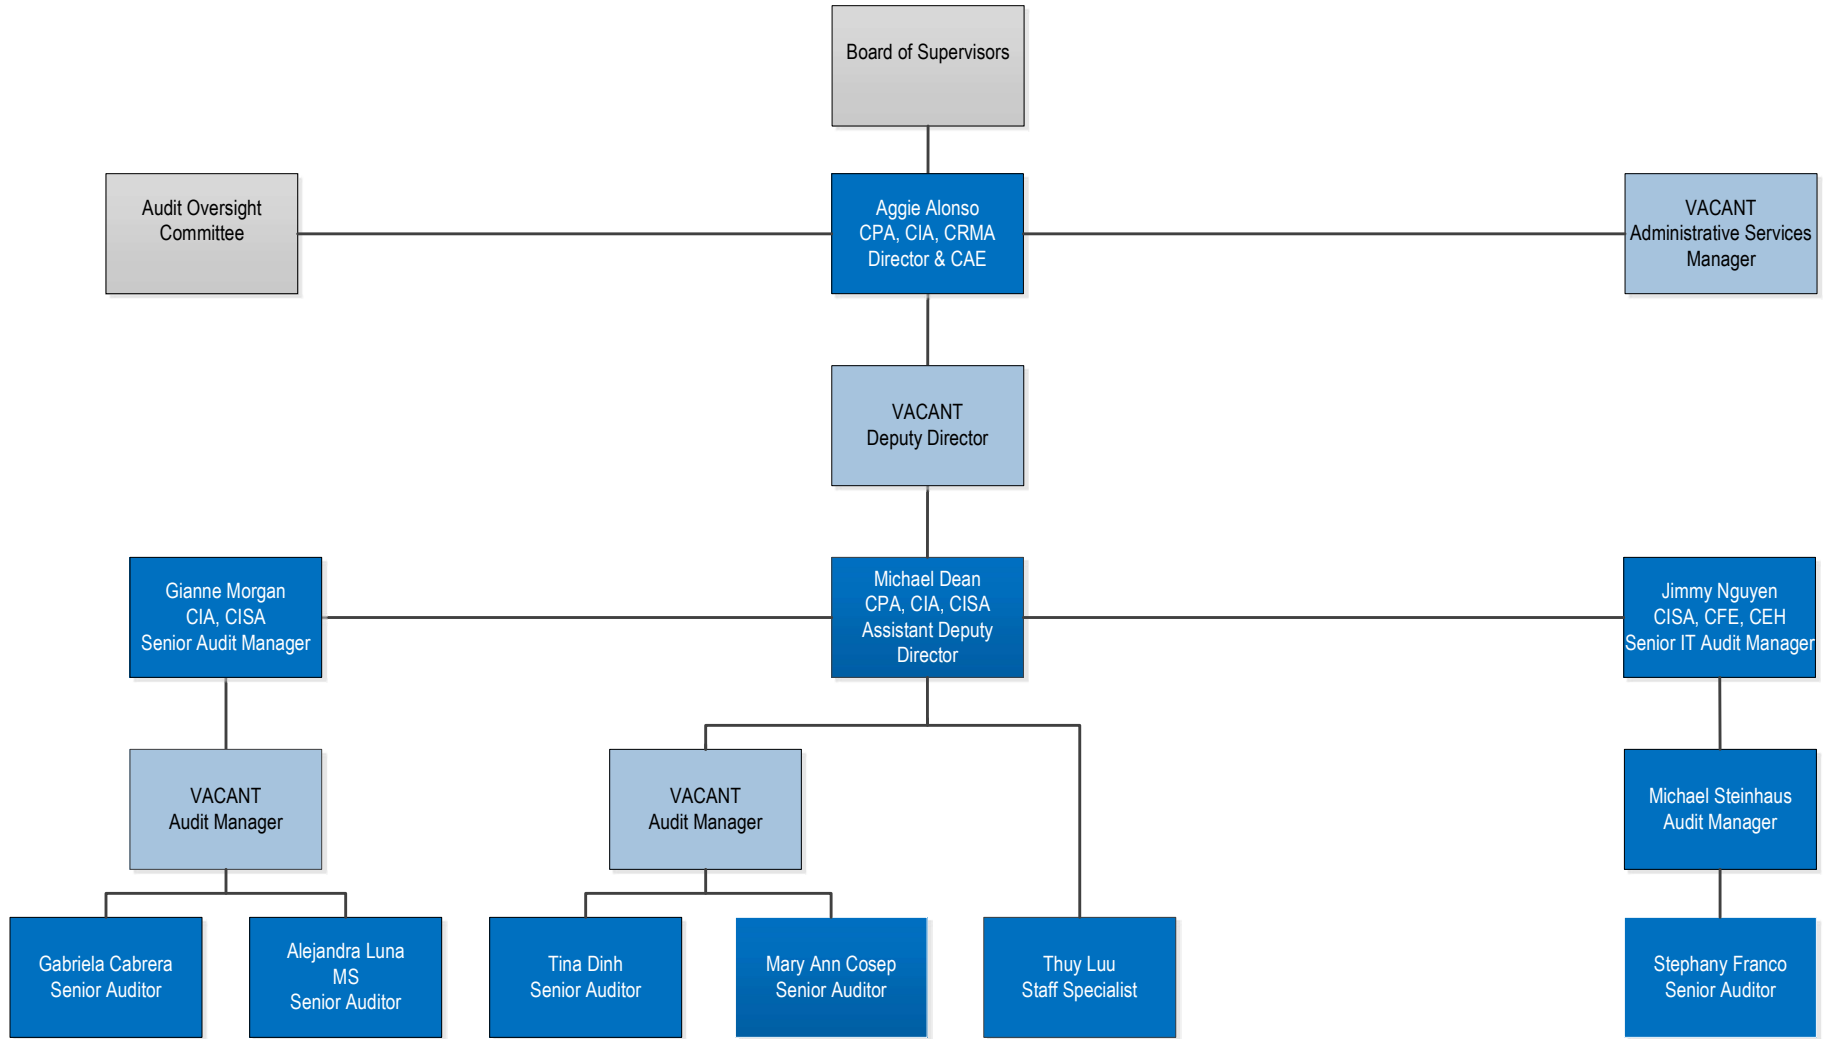 Board of Supervisors
Audit Oversight
Committee
Aggie Alonso
CPA, CIA, CRMA
Director & CAE
VACANT
Administrative Services
Manager
VACANT
Deputy Director
Gianne Morgan
CIA, CISA
Senior Audit Manager
Michael Dean
CPA, CIA, CISA
Assistant Deputy
Director
Jimmy Nguyen
CISA, CFE, CEH
Senior IT Audit Manager
VACANT
Audit Manager
VACANT
Audit Manager
Michael Steinhaus
Audit Manager
Gabriela Cabrera
Senior Auditor
Alejandra Luna
MS
Senior Auditor
Tina Dinh
Senior Auditor
Mary Ann Cosep
Senior Auditor
Thuy Luu
Staff Specialist
Stephany Franco
Senior Auditor